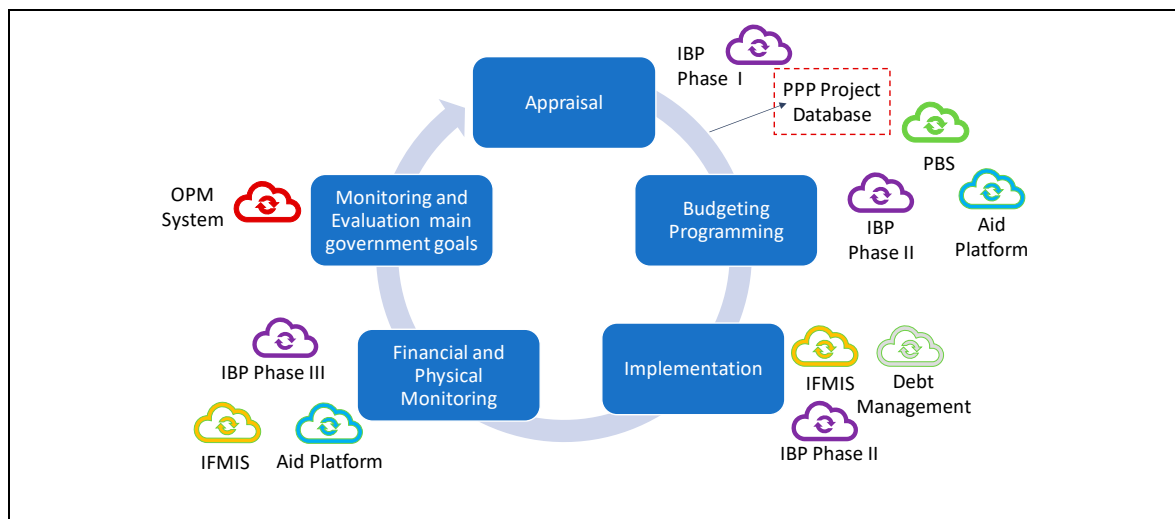 IBP
Phase I
PPP Project
Database
Appraisal
PBS
OPM
System
Monitoring and
Evaluation main
government goals
Budgeting
Programming
IBP
Phase II
Aid
Platform
IBP Phase III
Financial and
Physical
Monitoring
Implementation
IFMIS
Debt
Management
IBP Phase II
IFMIS
Aid Platform